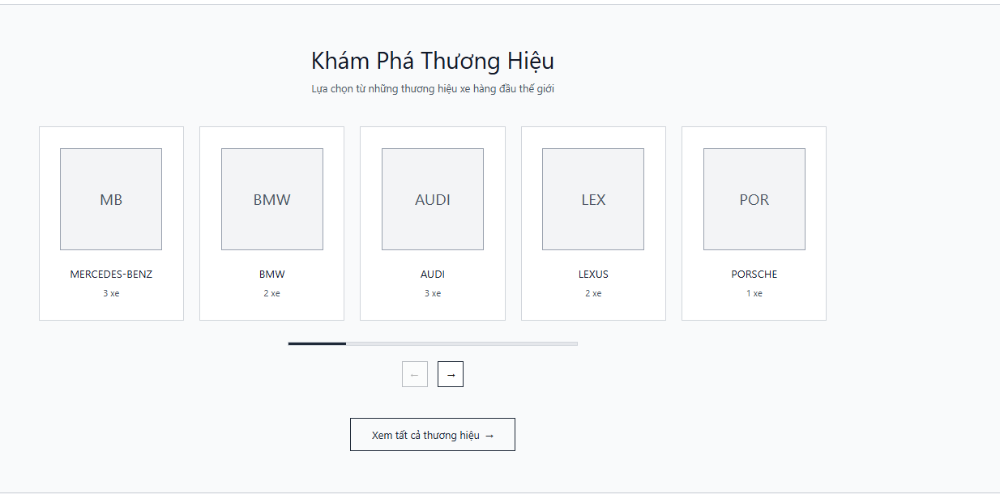 Khám Phá Thương Hiệu
Lựa chọn từ những thương hiệu xe hàng đầu thế giới
MB
BMW
AUDI
LEX
POR
MERCEDES-BENZ
BMW
AUDI
LEXUS
PORSCHE
3 xe
2 xe
3 xe
2 xe
1 xe
← →
Xem tất cả thương hiệu →